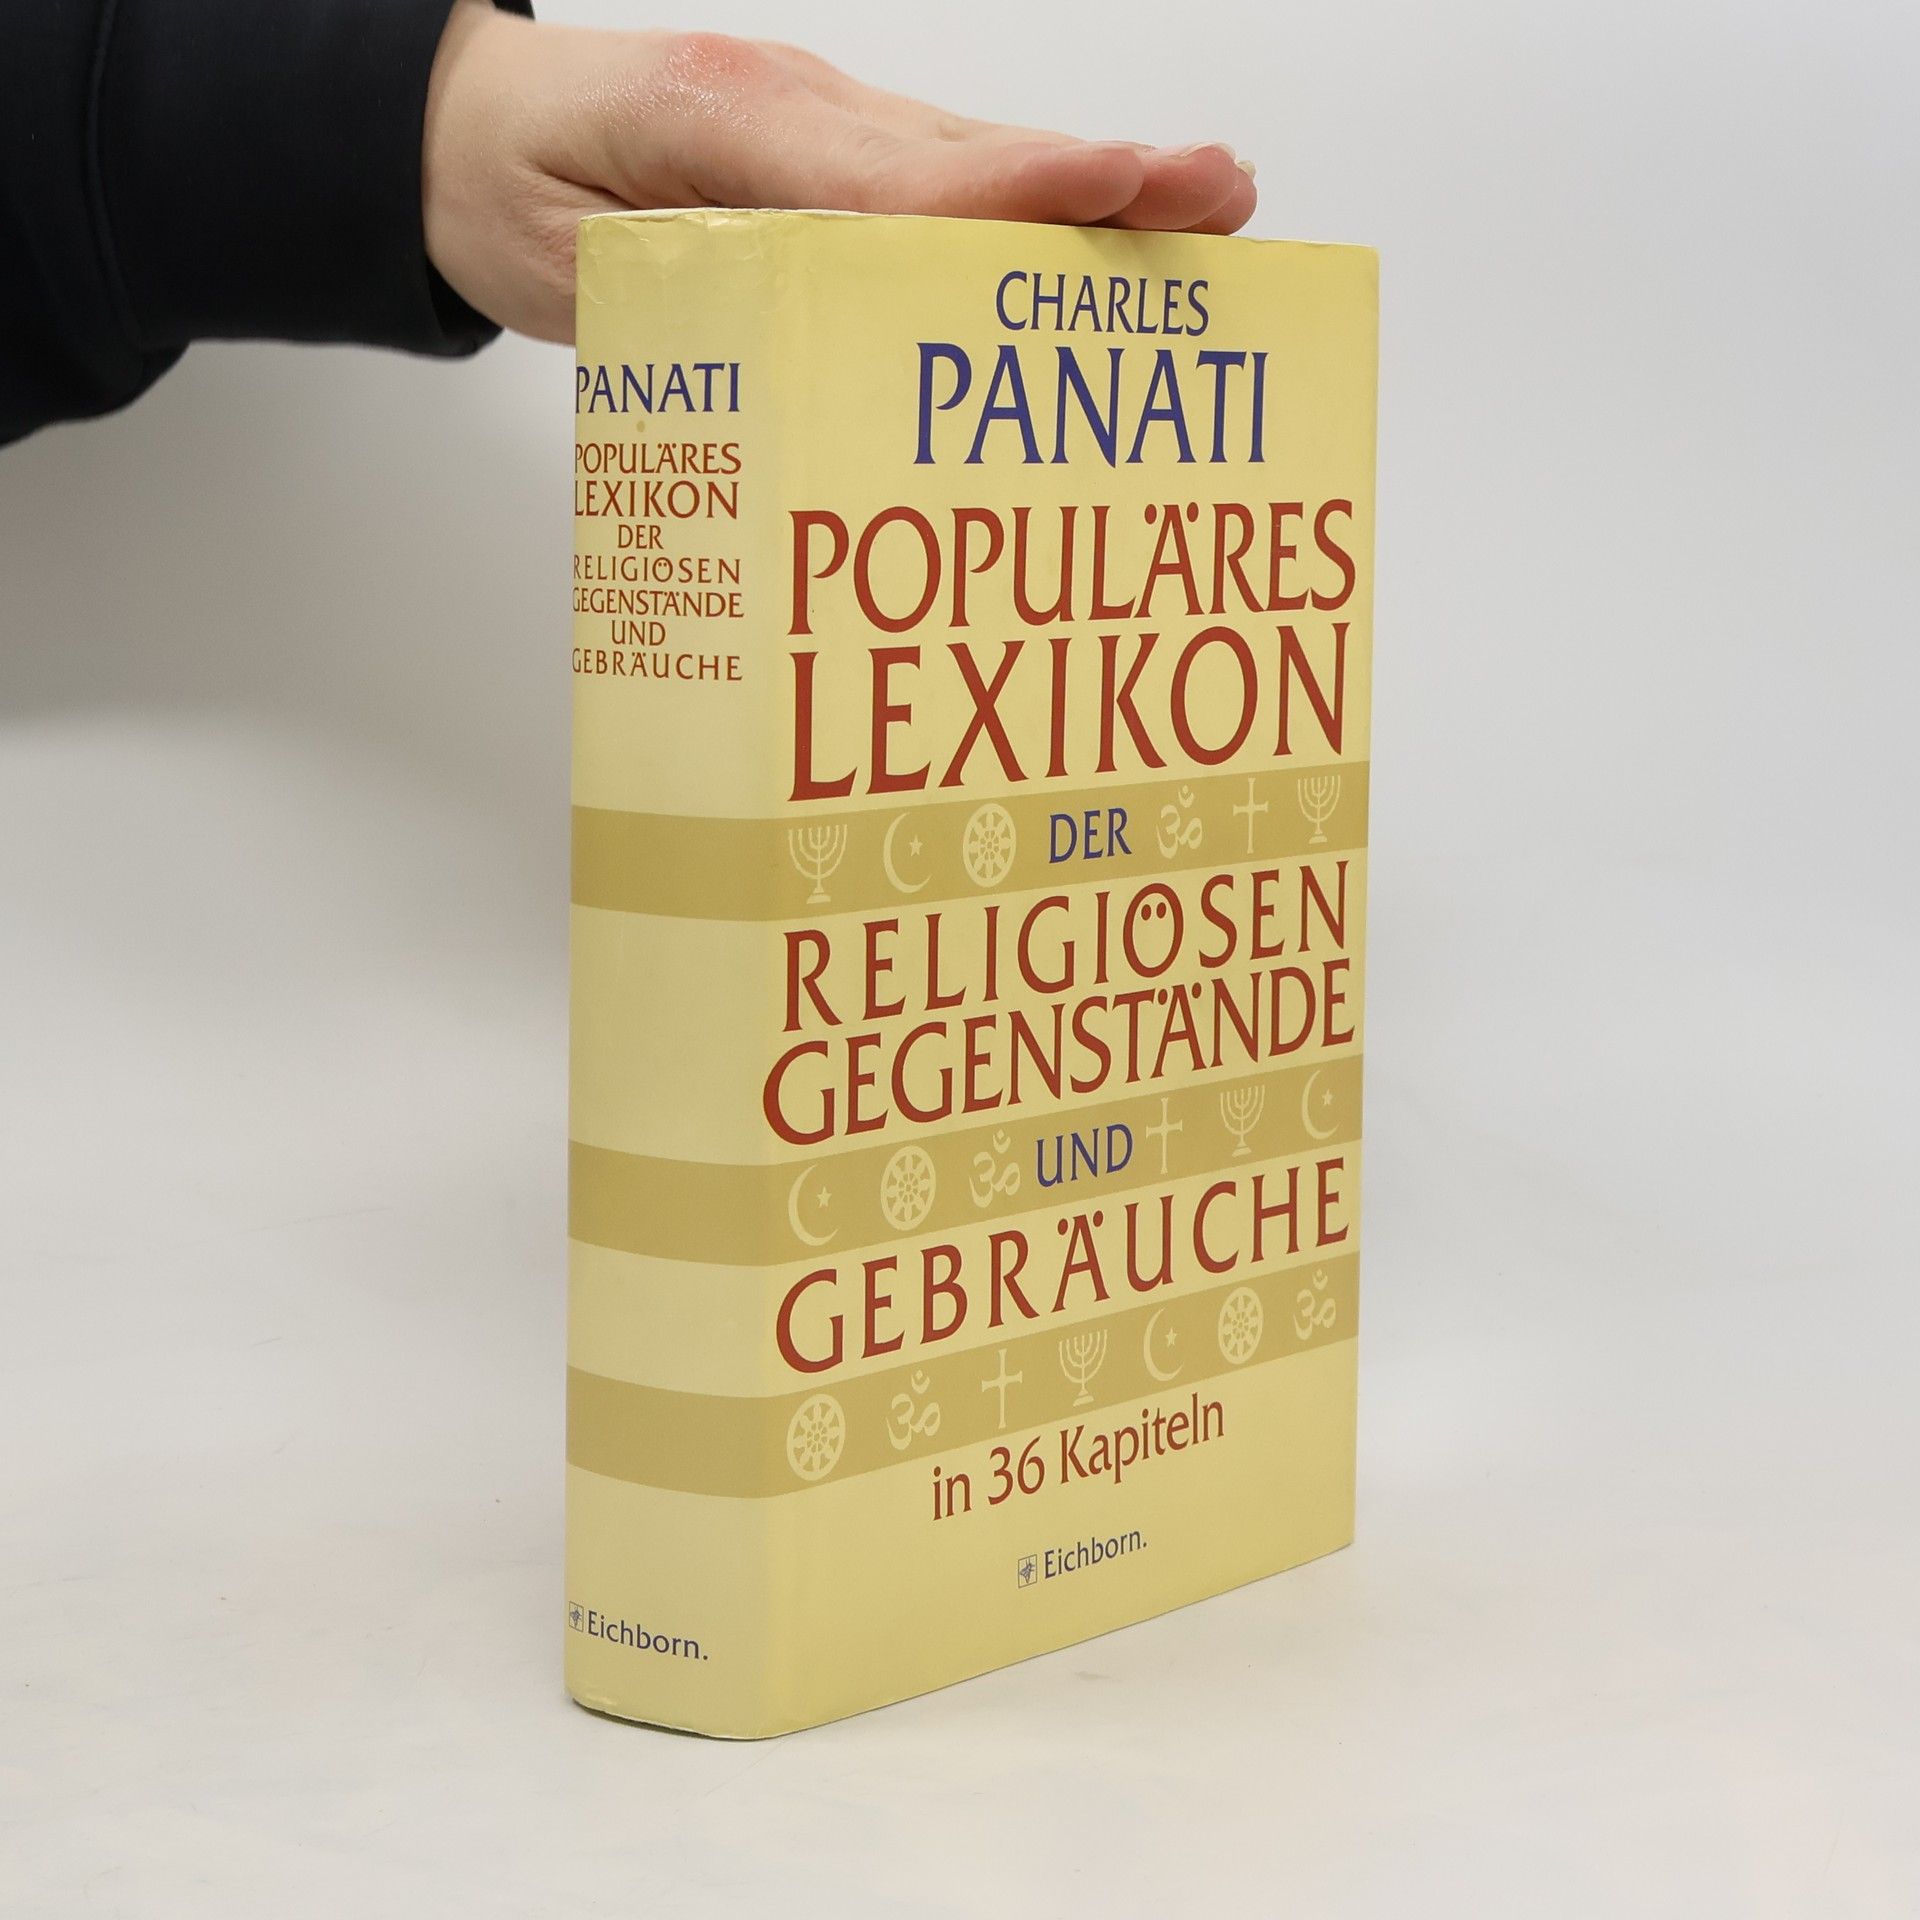 PANATI
POPULÄRES
LEXIKON
DER
RELIGIÖSEN
GEGENSTÄNDE
UND
GEBRÄUCHE
Eichborn.
CHARLES
PANATI
POPULÄRES
LEXIKON
DER
RELIGIÖSEN
GEGENSTÄNDE
UND
GEBRÄUCHE
in 36 Kapiteln
Eichborn.